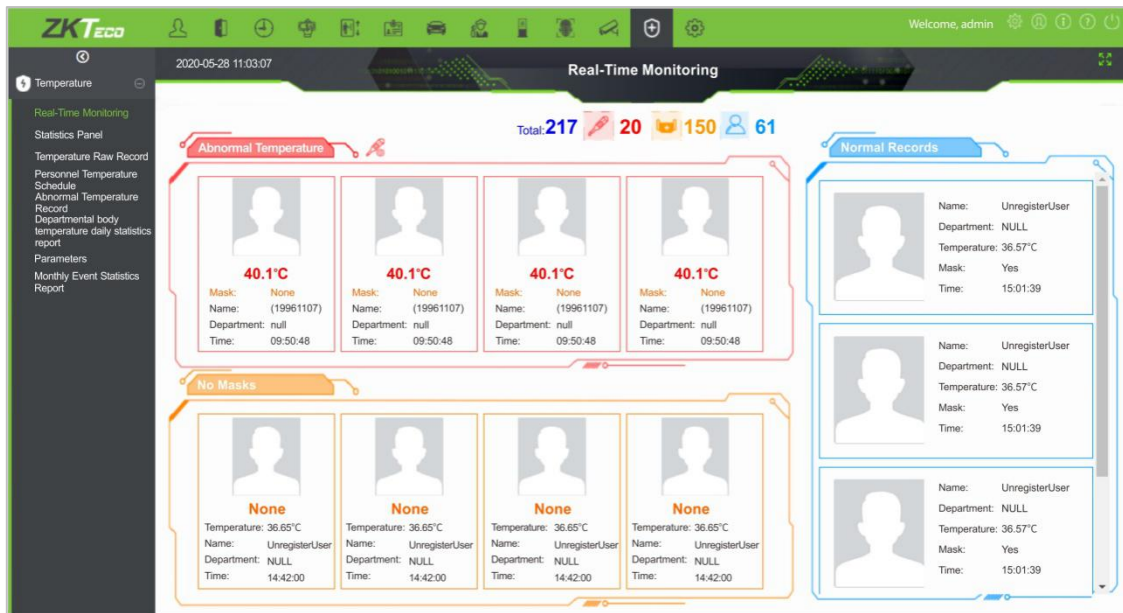 ZKTeco
Welcome, admin
2020-05-28 11:03:07
Real-Time Monitoring
Temperature
Real-Time Monitoring
Statistics Panel
Temperature Raw Record
Personnel Temperature
Schedule
Abnormal Temperature
Record
Departmental body
temperature daily statistics
report
Parameters
Monthly Event Statistics
Report
Total:217 20 150 61
Abnormal Temperature
40.1°C
Mask: None
Name: (19961107)
Department: null
Time: 09:50:48
40.1°C
Mask: None
Name: (19961107)
Department: null
Time: 09:50:48
40.1°C
Mask: None
Name: (19961107)
Department: null
Time: 09:50:48
40.1°C
Mask: None
Name: (19961107)
Department: null
Time: 09:50:48
No Masks
None
Temperature: 36.65°C
Name: UnregisterUser
Department: NULL
Time: 14:42:00
None
Temperature: 36.65°C
Name: UnregisterUser
Department: NULL
Time: 14:42:00
None
Temperature: 36.65°C
Name: UnregisterUser
Department: NULL
Time: 14:42:00
None
Temperature: 36.65°C
Name: UnregisterUser
Department: NULL
Time: 14:42:00
Normal Records
Name: UnregisterUser
Department: NULL
Temperature: 36.57°C
Mask: Yes
Time: 15:01:39
Name: UnregisterUser
Department: NULL
Temperature: 36.57°C
Mask: Yes
Time: 15:01:39
Name: UnregisterUser
Department: NULL
Temperature: 36.57°C
Mask: Yes
Time: 15:01:39